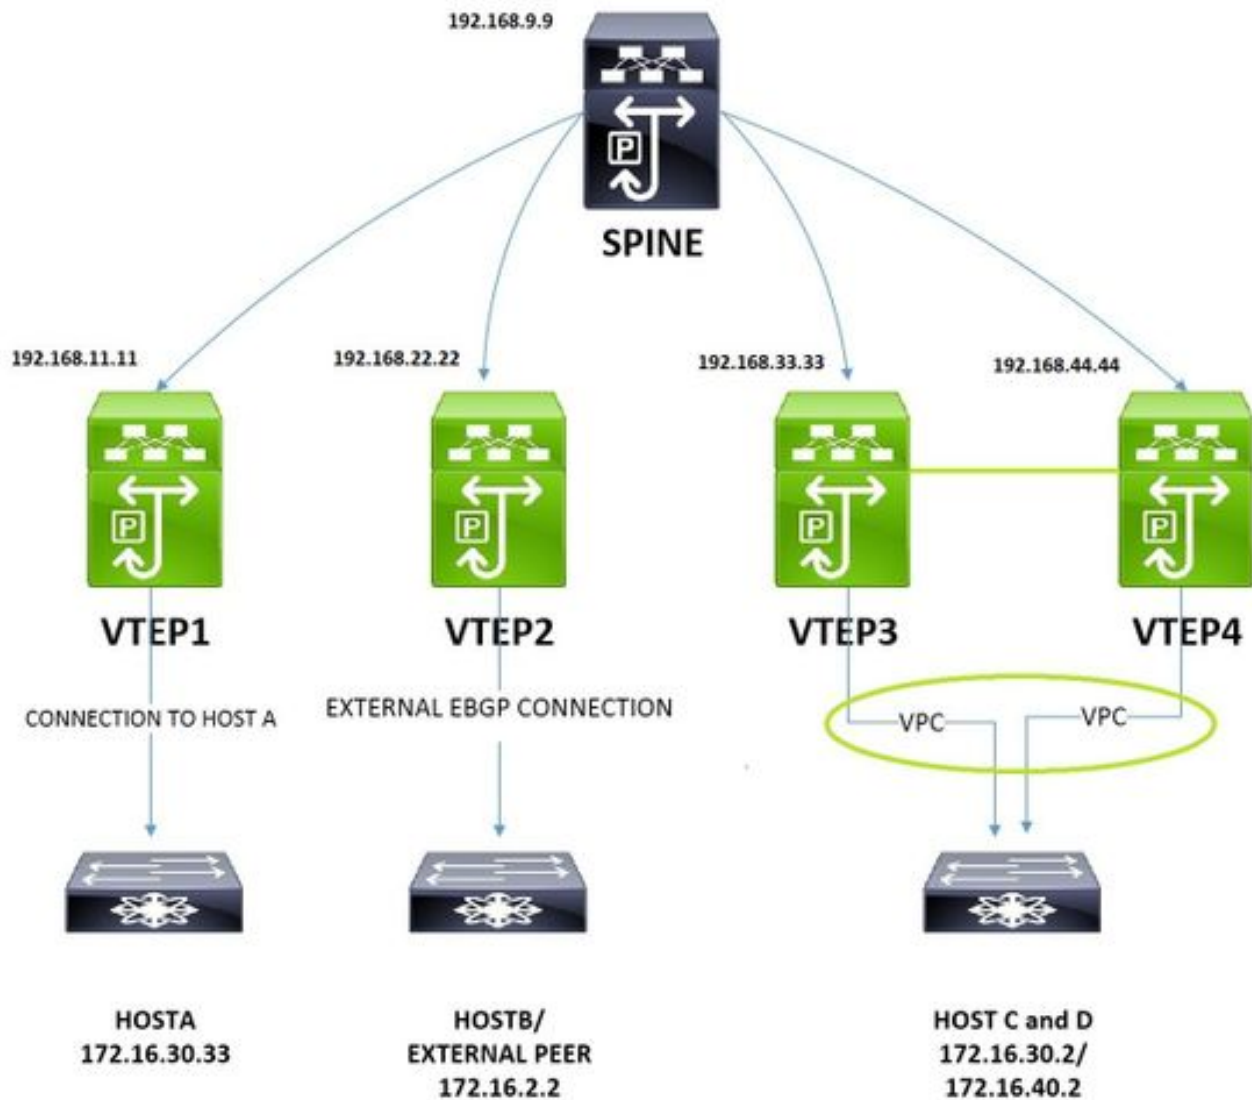 192.168.9.9
P
SPINE
192.168.11.11
192.168.22.22
192.168.33.33
192.168.44.44
P
P
P
P
VTEP1
VTEP2
VTEP3
VTEP4
CONNECTION TO HOST A
EXTERNAL EBGP CONNECTION
VPC
VPC
HOSTA
172.16.30.33
HOSTB/
EXTERNAL PEER
172.16.2.2
HOST C and D
172.16.30.2/
172.16.40.2